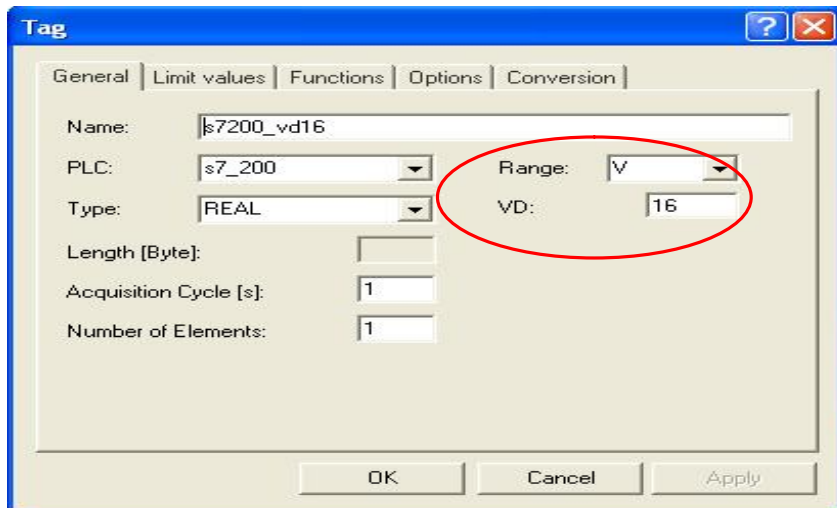 Tag
General Limit values Functions Options Conversion
Name: s7200_vd16
PLC: s7_200 Range: V
Type: REAL VD: 16
Length [Byte]:
Acquisition Cycle [s]: 1
Number of Elements: 1
OK Cancel Apply